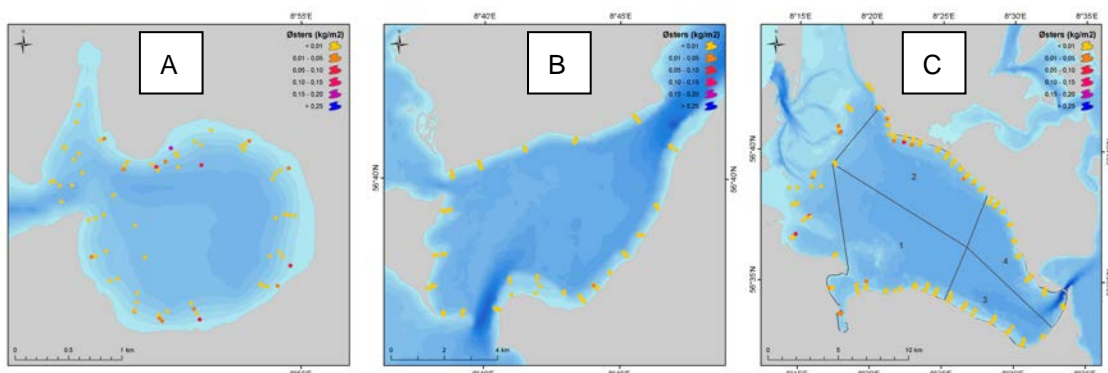 8°55'E
A
Østers (kg/m2)
< 0.01
0,01 - 0,05
0,05 - 0,10
0,10 - 0,15
0,15 - 0,20
> 0,25
0 0,5 1 km
8°40'E 8°45'E
B
Østers (kg/m2)
< 0.01
0,01 - 0,05
0,05 - 0,10
0,10 - 0,15
0,15 - 0,20
> 0,25
56°40'N
0 2 4 km
8°40'E
8°15'E 8°20'E 8°25'E 8°30'E 8°35'E
C
Østers (kg/m2)
< 0.01
0,01 - 0,05
0,05 - 0,10
0,10 - 0,15
0,15 - 0,20
56°40'N
2
1
4
3
56°35'N
0 5 10 km
8°20'E 8°25'E